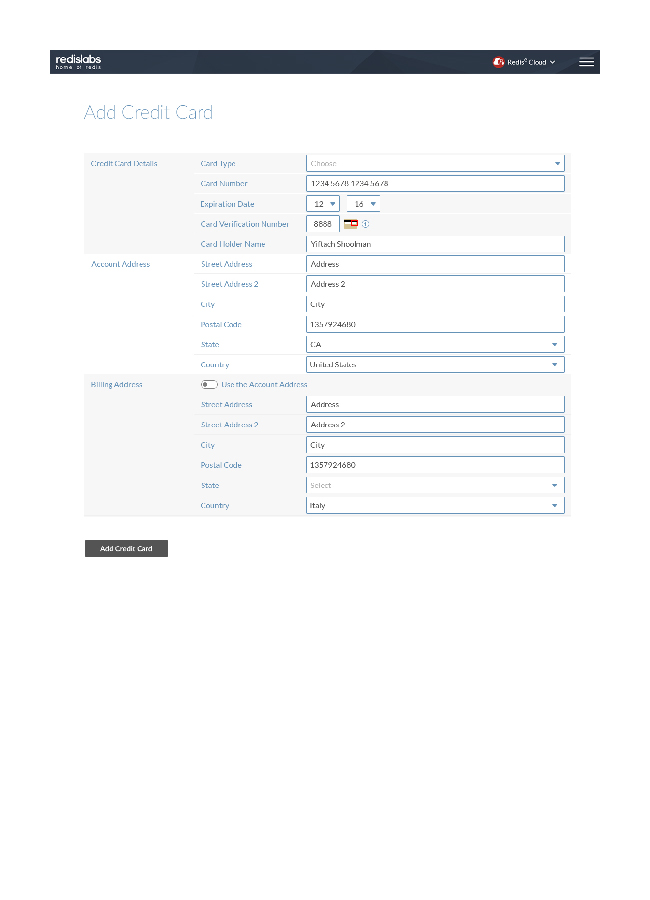 redislabs
home of redis
Redis® Cloud
Add Credit Card
Credit Card Details
Card Type
Choose
Card Number
1234 5678 1234 5678
Expiration Date
12
16
Card Verification Number
8888
Card Holder Name
Yiftach Shoolman
Account Address
Street Address
Address
Street Address 2
Address 2
City
City
Postal Code
1357924680
State
CA
Country
United States
Billing Address
Use the Account Address
Street Address
Address
Street Address 2
Address 2
City
City
Postal Code
1357924680
State
Select
Country
Italy
Add Credit Card